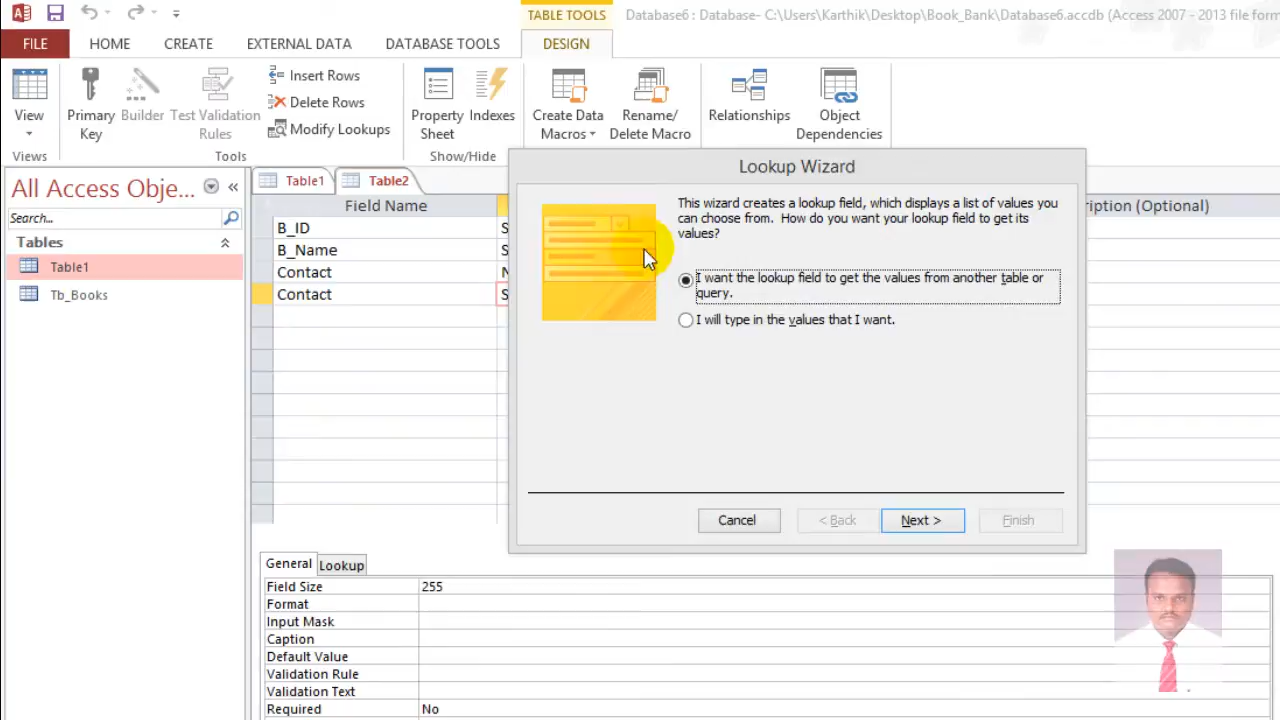 TABLE TOOLS
Database6 : Database- C:\Users\Karthik\Desktop\Book_Bank\Database6.accdb (Access 2007 - 2013 file form
FILE
HOME
CREATE
EXTERNAL DATA
DATABASE TOOLS
DESIGN
View
Primary
Key
Builder
Test Validation
Rules
Insert Rows
Delete Rows
Modify Lookups
Property
Sheet
Indexes
Create Data
Macros
Rename/
Delete Macro
Relationships
Object
Dependencies
Views
Tools
Show/Hide
All Access Obje...
Search...
Tables
Table1
Tb_Books
Table1
Table2
Field Name
ription (Optional)
B_ID
S
B_Name
S
Contact
N
Contact
S
Lookup Wizard
This wizard creates a lookup field, which displays a list of values you
can choose from. How do you want your lookup field to get its
values?
I want the lookup field to get the values from another table or
query.
I will type in the values that I want.
Cancel
< Back
Next >
Finish
General
Lookup
Field Size
255
Format
Input Mask
Caption
Default Value
Validation Rule
Validation Text
Required
No